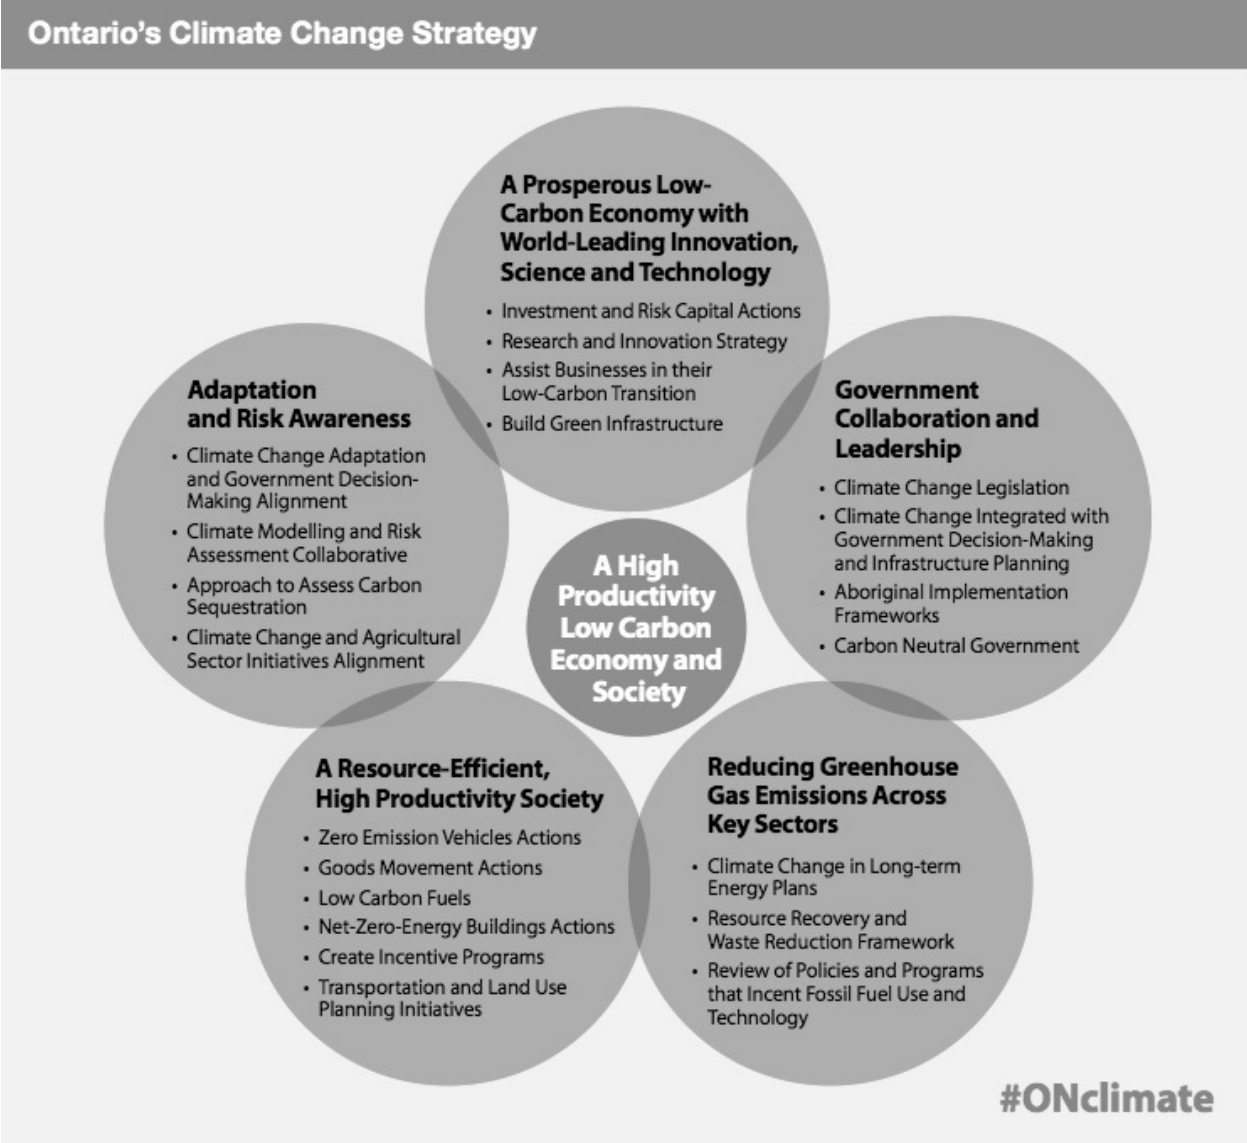 Ontario's Climate Change Strategy
A Prosperous Low-
Carbon Economy with
World-Leading Innovation,
Science and Technology
• Investment and Risk Capital Actions
• Research and Innovation Strategy
• Assist Businesses in their
Low-Carbon Transition
• Build Green Infrastructure
Adaptation
and Risk Awareness
• Climate Change Adaptation
and Government Decision-
Making Alignment
• Climate Modelling and Risk
Assessment Collaborative
• Approach to Assess Carbon
Sequestration
• Climate Change and Agricultural
Sector Initiatives Alignment
Government
Collaboration and
Leadership
• Climate Change Legislation
• Climate Change Integrated with
Government Decision-Making
and Infrastructure Planning
• Aboriginal Implementation
Frameworks
• Carbon Neutral Government
A High
Productivity
Low Carbon
Economy and
Society
A Resource-Efficient,
High Productivity Society
• Zero Emission Vehicles Actions
• Goods Movement Actions
• Low Carbon Fuels
• Net-Zero-Energy Buildings Actions
• Create Incentive Programs
• Transportation and Land Use
Planning Initiatives
Reducing Greenhouse
Gas Emissions Across
Key Sectors
• Climate Change in Long-term
Energy Plans
• Resource Recovery and
Waste Reduction Framework
• Review of Policies and Programs
that Incent Fossil Fuel Use and
Technology
#ONclimate